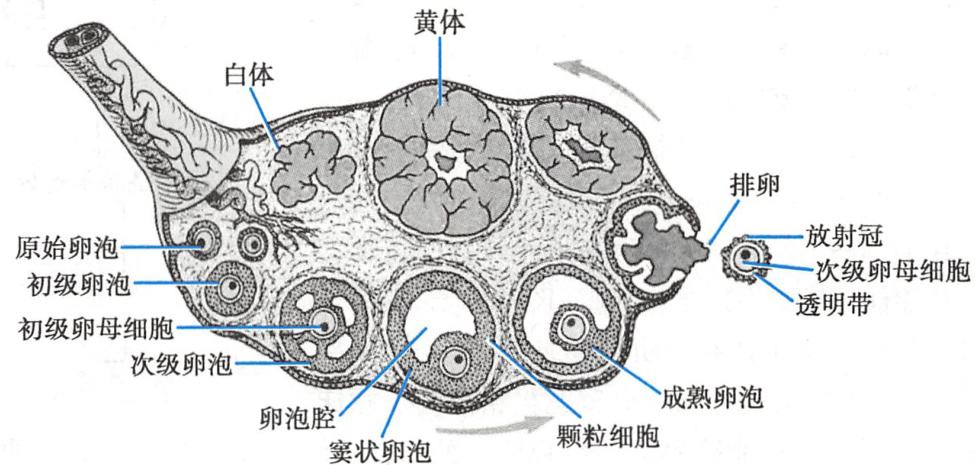 黄体
白体
排卵
放射冠
次级卵母细胞
透明带
原始卵泡
初级卵泡
初级卵母细胞
次级卵泡
卵泡腔
窦状卵泡
颗粒细胞
成熟卵泡